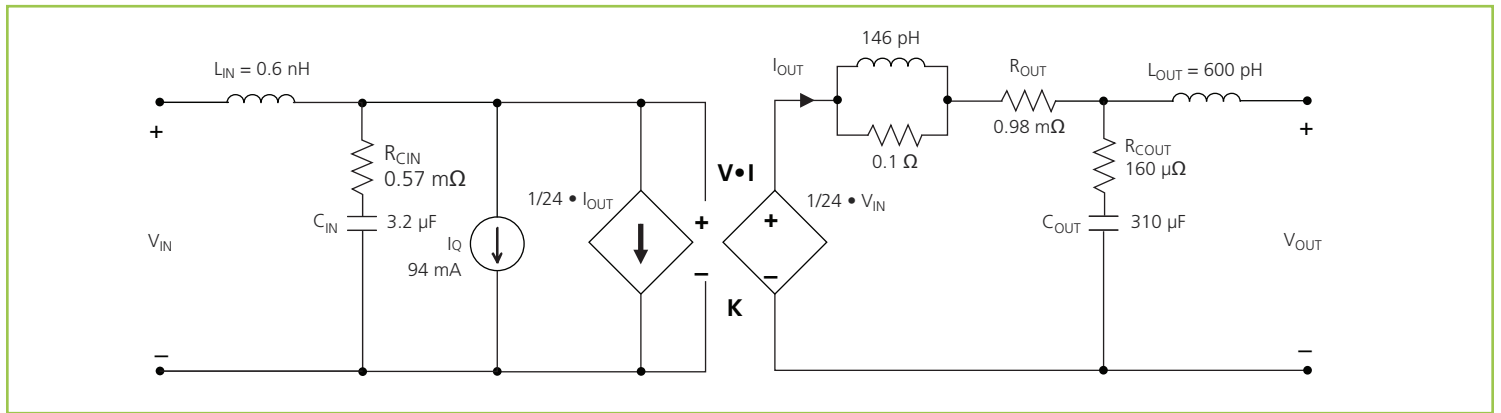 L_IN = 0.6 nH
+
V_IN
–
R_CIN
0.57 mΩ
C_IN 3.2 µF
I_Q
94 mA
1/24 • I_OUT
+
–
V•I
K
1/24 • V_IN
+
–
I_OUT
146 pH
0.1 Ω
R_OUT
0.98 mΩ
R_COUT
160 µΩ
C_OUT 310 µF
L_OUT = 600 pH
+
V_OUT
–